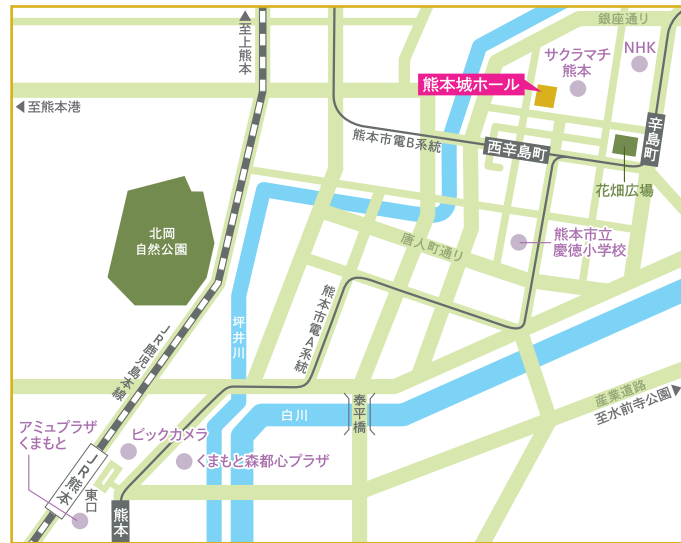 ▲至上熊本
銀座通り
サクラマチ
熊本
NHK
熊本城ホール
◀至熊本港
熊本市電B系統
西辛島町
辛島町
花畑広場
北岡
自然公園
唐人町通り
熊本市立
慶徳小学校
熊本市電A系統
坪井川
JR鹿児島本線
白川
泰平橋
産業道路
至水前寺公園▶
アミュプラザ
くまもと
ビックカメラ
くまもと森都心プラザ
JR熊本
東口
熊本